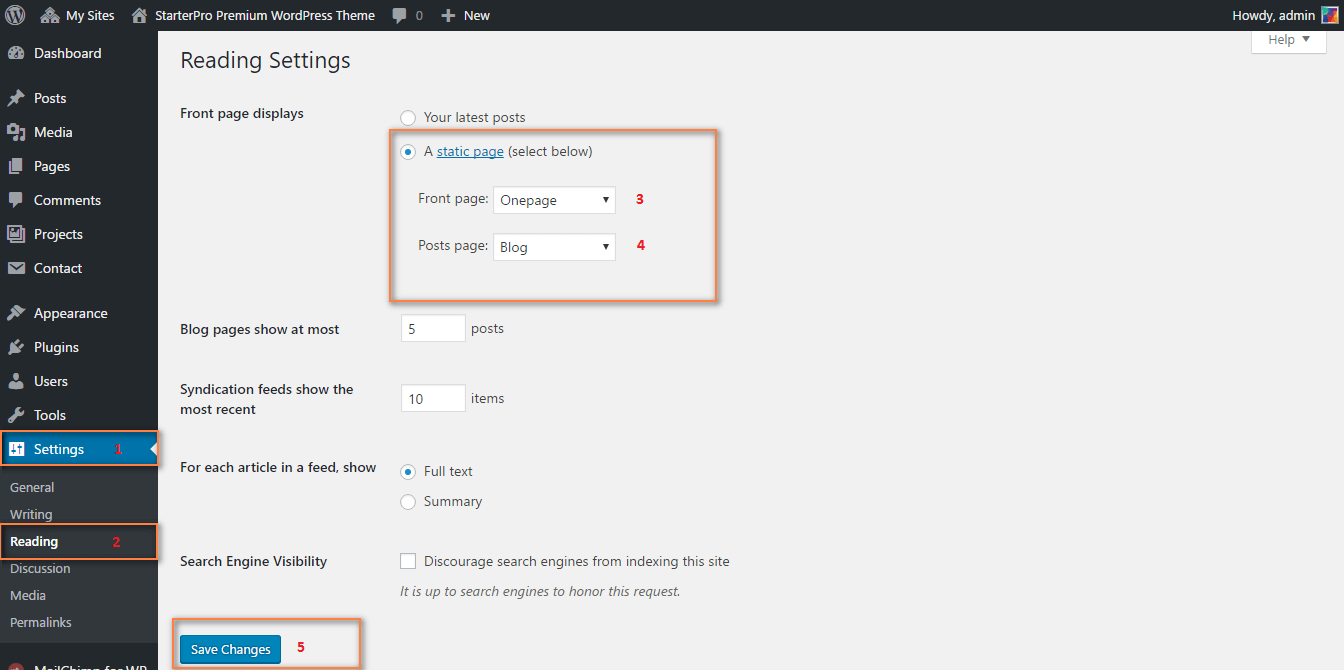 My Sites StarterPro Premium WordPress Theme 0 New Howdy, admin
Help
Dashboard
Posts
Media
Pages
Comments
Projects
Contact
Appearance
Plugins
Users
Tools
Settings 1
General
Writing
Reading 2
Discussion
Media
Permalinks
MailChimp for WP
Reading Settings
Front page displays
Your latest posts
A static page (select below)
Front page: Onepage 3
Posts page: Blog 4
Blog pages show at most 5 posts
Syndication feeds show the
most recent
10 items
For each article in a feed, show
Full text
Summary
Search Engine Visibility
Discourage search engines from indexing this site
It is up to search engines to honor this request.
Save Changes 5